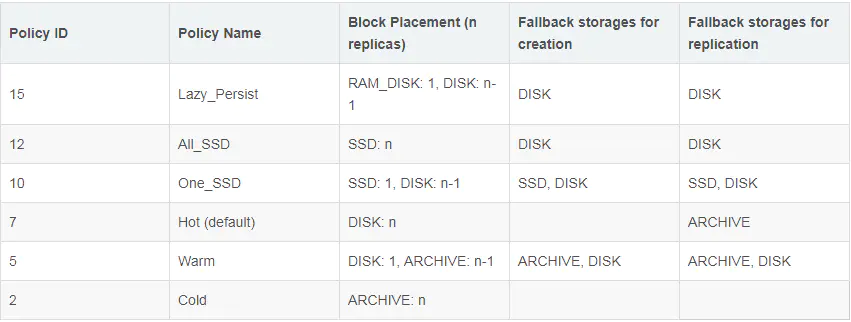 Policy ID Policy Name Block Placement (n replicas) Fallback storages for creation Fallback storages for replication
15 Lazy_Persist RAM_DISK: 1, DISK: n-1 DISK DISK
12 All_SSD SSD: n DISK DISK
10 One_SSD SSD: 1, DISK: n-1 SSD, DISK SSD, DISK
7 Hot (default) DISK: n ARCHIVE
5 Warm DISK: 1, ARCHIVE: n-1 ARCHIVE, DISK ARCHIVE, DISK
2 Cold ARCHIVE: n